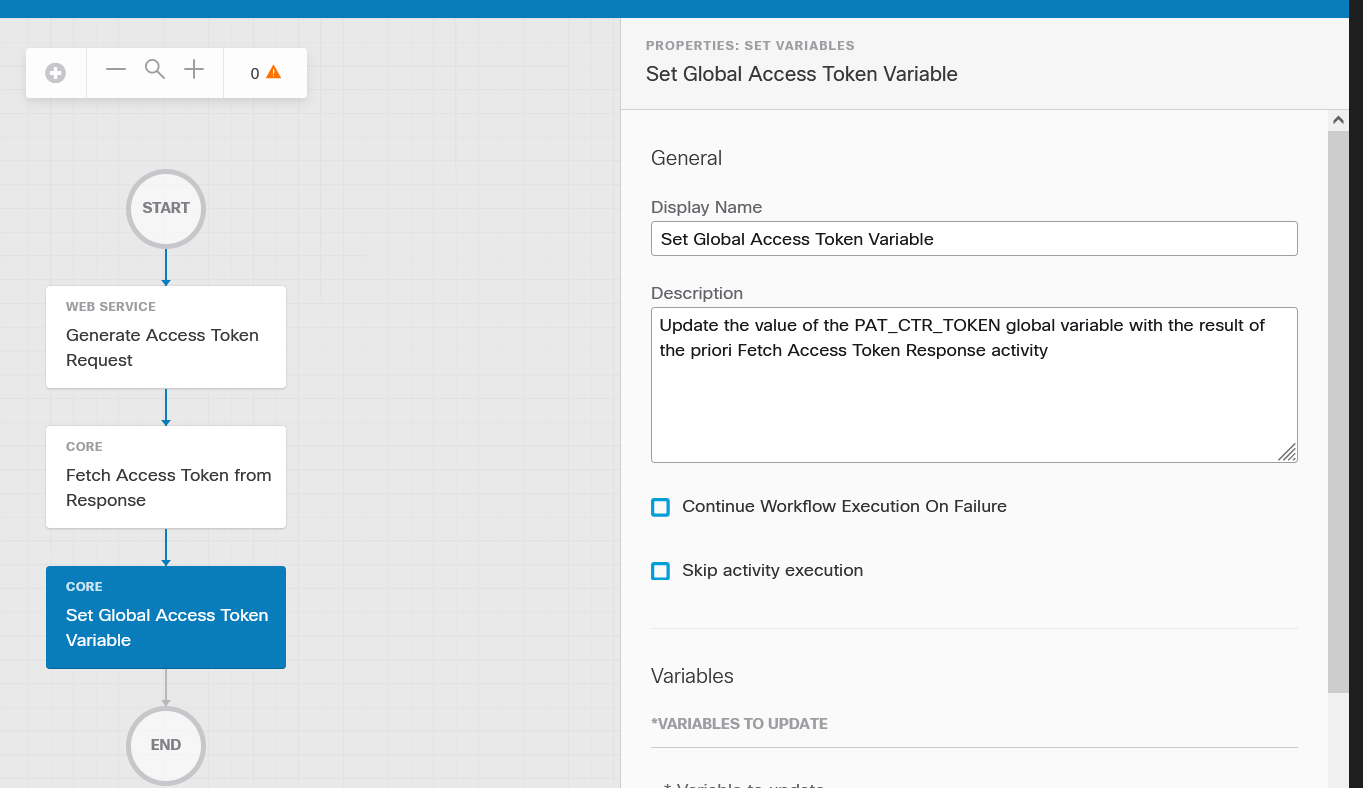 0
START
WEB SERVICE
Generate Access Token
Request
CORE
Fetch Access Token from
Response
CORE
Set Global Access Token
Variable
END
PROPERTIES: SET VARIABLES
Set Global Access Token Variable
General
Display Name
Set Global Access Token Variable
Description
Update the value of the PAT_CTR_TOKEN global variable with the result of
the priori Fetch Access Token Response activity
Continue Workflow Execution On Failure
Skip activity execution
Variables
*VARIABLES TO UPDATE
* Variable to update